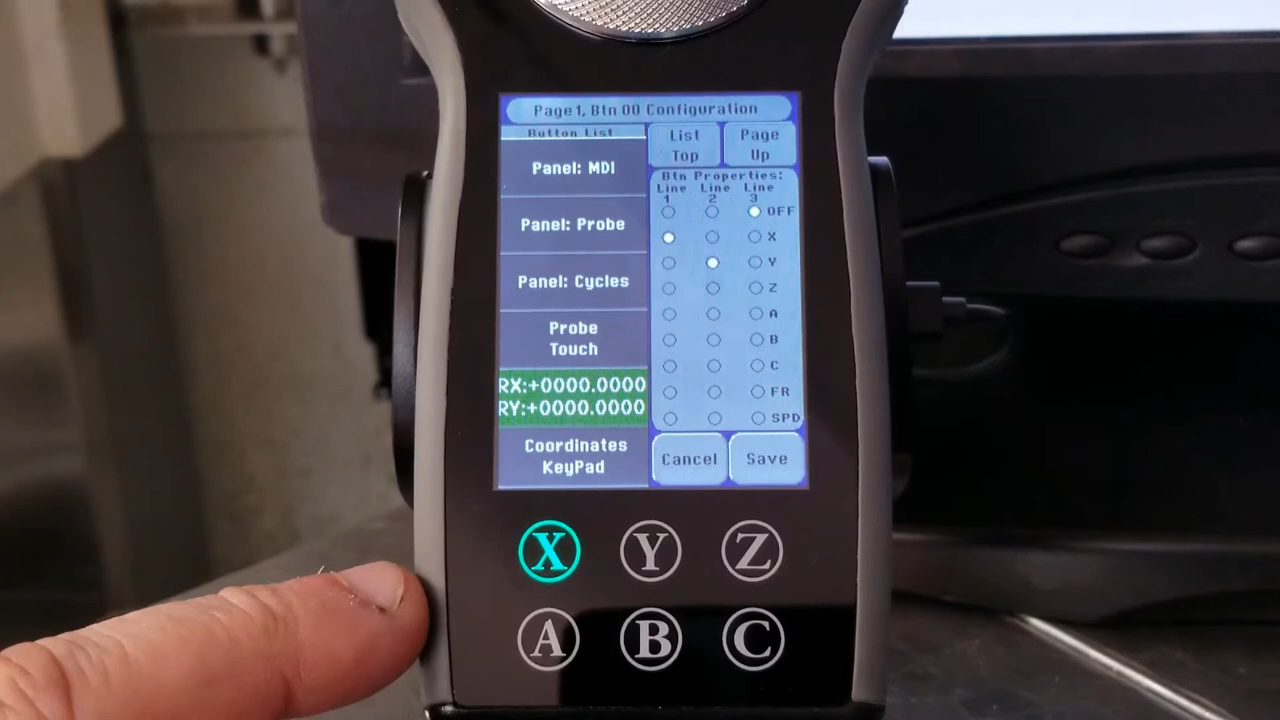 Page1, Btn 00 Configuration
Button List
Panel: MDI
Panel: Probe
Panel: Cycles
Probe
Touch
RX:+0000.0000
RY:+0000.0000
Coordinates
KeyPad
List
Top
Page
Up
Btn Properties:
Line Line Line
1 2 3
OFF
X
Y
Z
A
B
C
FR
SPD
Cancel
Save
X Y Z
A B C